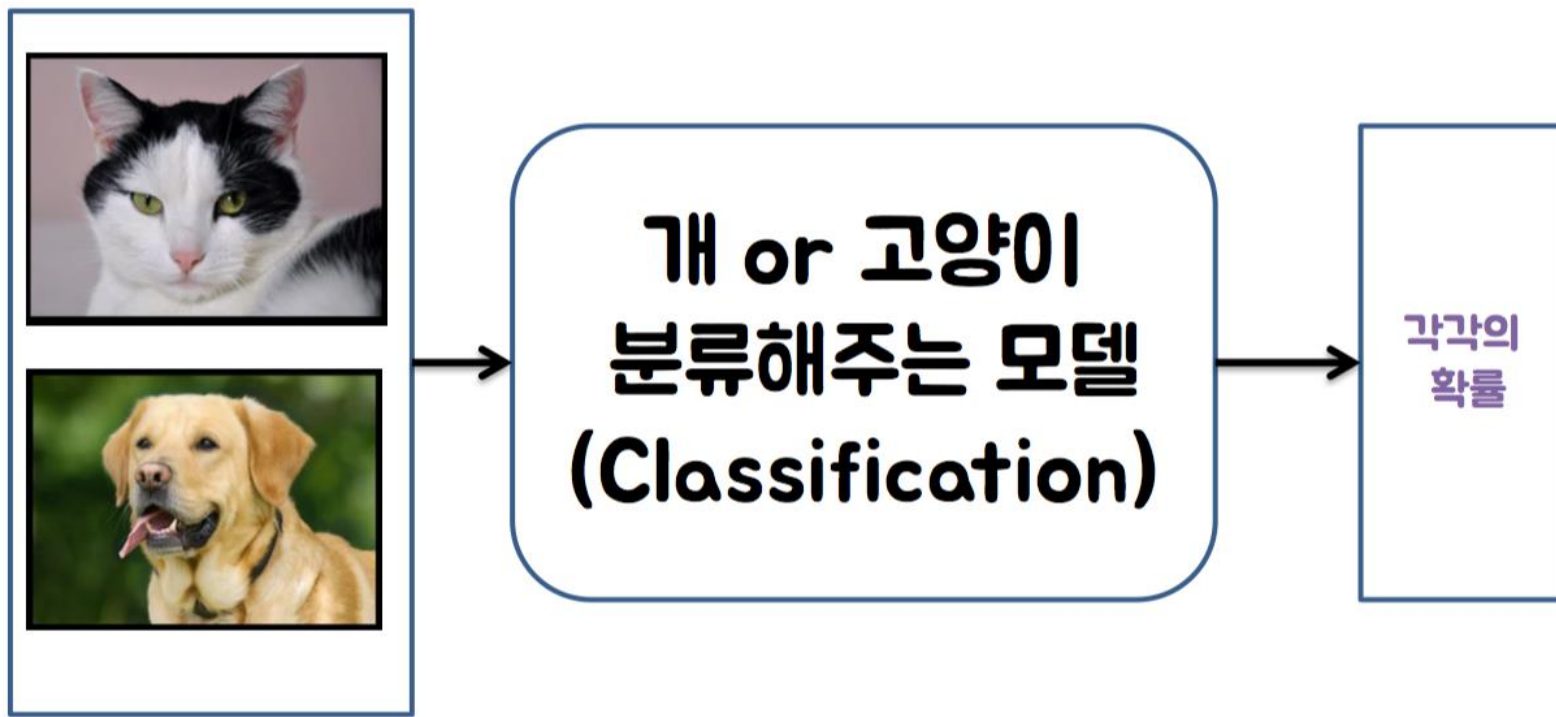 개 or 고양이
분류해주는 모델
(Classification)
각각의
확률